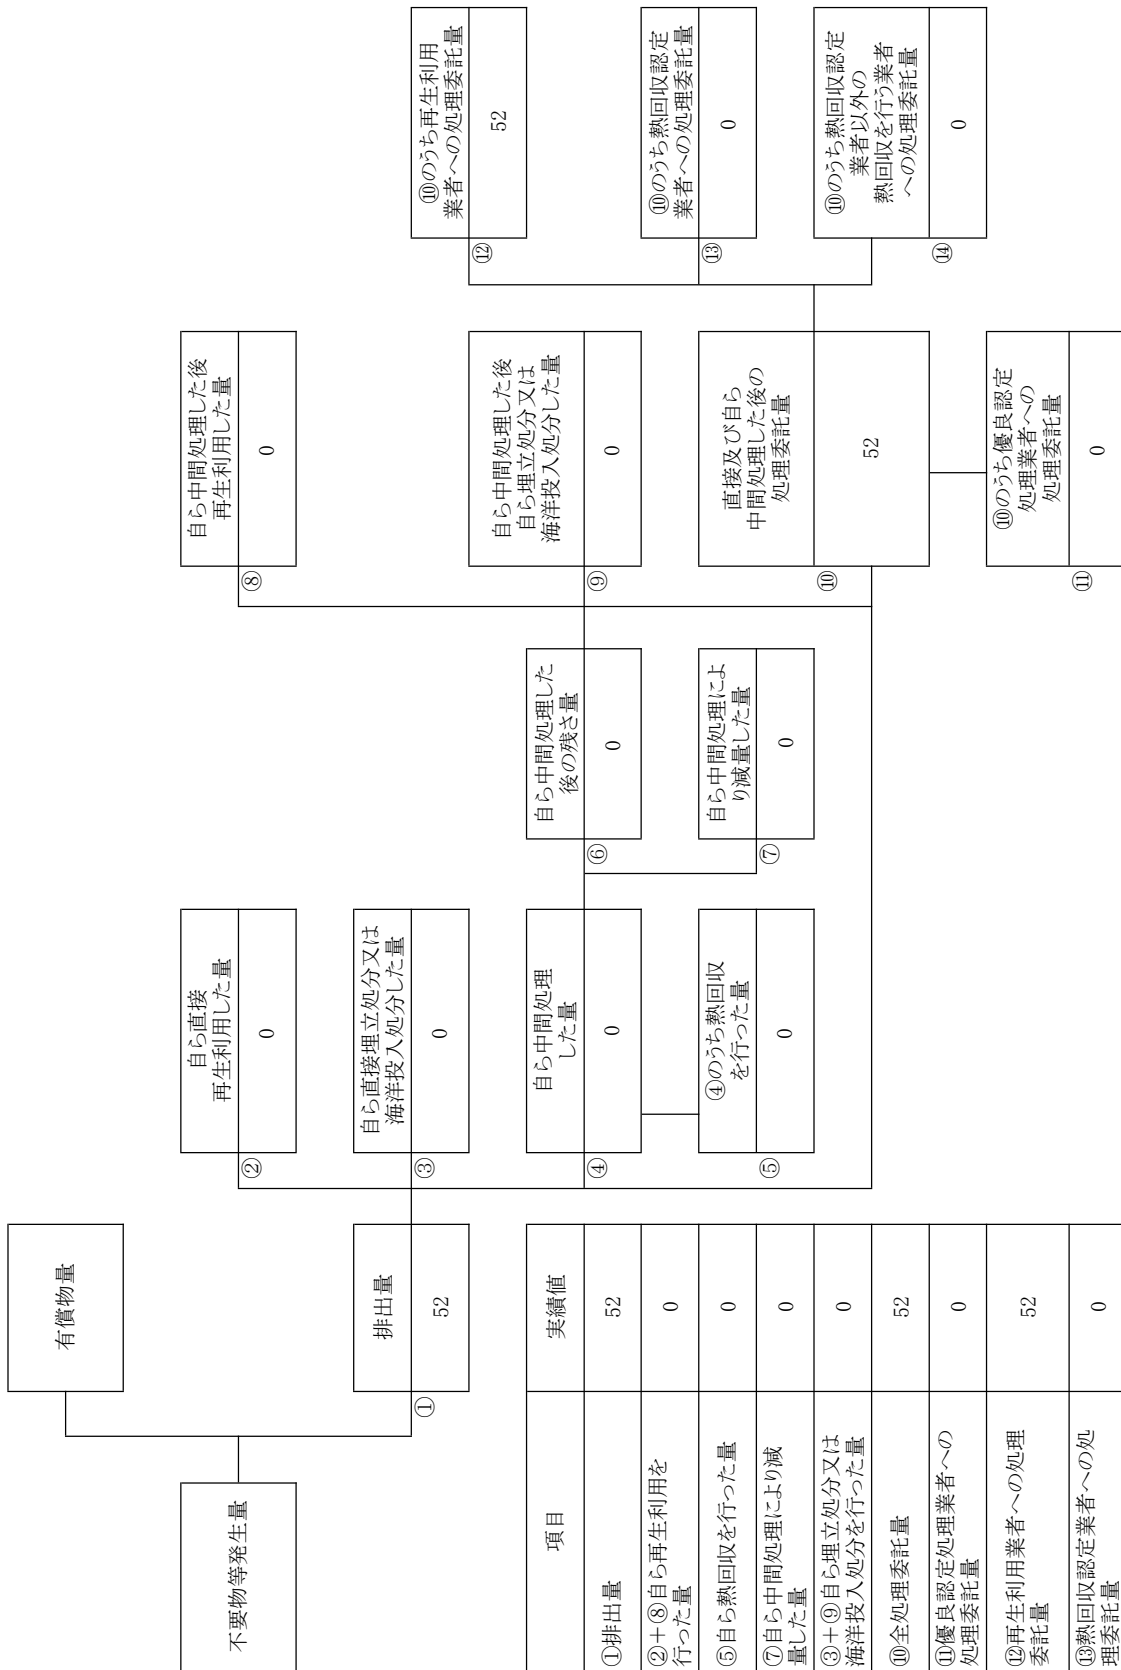 不要物等発生量
有償物量
排出量
①
52
自ら直接
再生利用した量
②
0
自ら直接埋立処分又は
海洋投入処分した量
③
0
自ら中間処理
した量
④
0
④のうち熱回収
を行った量
⑤
0
自ら中間処理した
後の残さ量
⑥
0
自ら中間処理によ
り減量した量
⑦
0
自ら中間処理した後
再生利用した量
⑧
0
自ら中間処理した後
自ら埋立処分又は
海洋投入処分した量
⑨
0
直接及び自ら
中間処理した後の
処理委託量
⑩
52
⑩のうち優良認定
処理業者への
処理委託量
⑪
0
⑩のうち再生利用
業者への処理委託量
⑫
52
⑩のうち熱回収認定
業者への処理委託量
⑬
0
⑩のうち熱回収認定
業者以外の
熱回収を行う業者
への処理委託量
⑭
0
項目
実績値
①排出量
52
②+⑧自ら再生利用を
行った量
0
⑤自ら熱回収を行った量
0
⑦自ら中間処理により減
量した量
0
③+⑨自ら埋立処分又は
海洋投入処分を行った量
0
⑩全処理委託量
52
⑪優良認定処理業者への
処理委託量
0
⑫再生利用業者への処理
委託量
52
⑬熱回収認定業者への処
理委託量
0